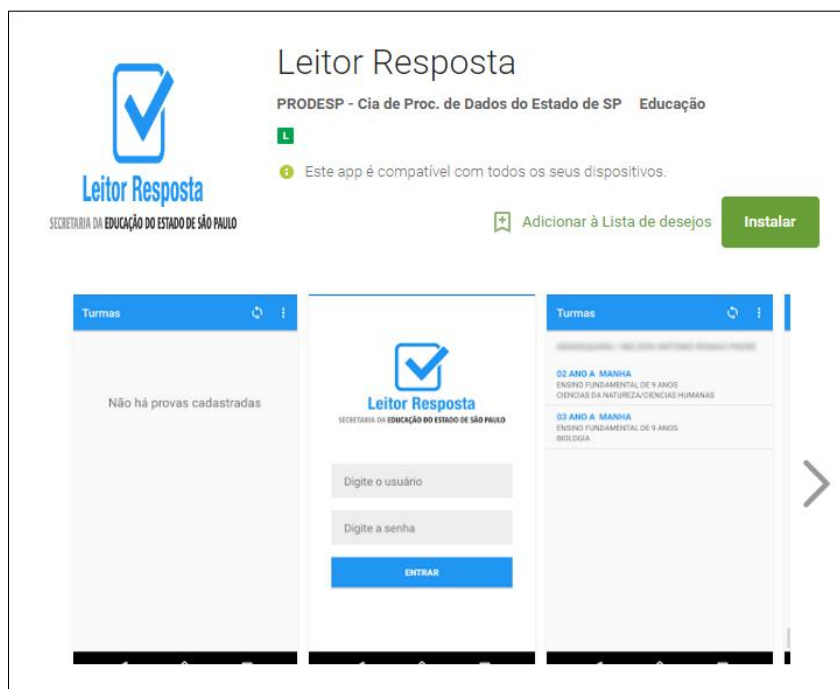 Leitor Resposta
PRODESP - Cia de Proc. de Dados do Estado de SP Educação
L
Este app é compatível com todos os seus dispositivos.
Leitor Resposta
SECRETARIA DA EDUCAÇÃO DO ESTADO DE SÃO PAULO
Adicionar à Lista de desejos
Instalar
Turmas
Não há provas cadastradas
Leitor Resposta
SECRETARIA DA EDUCAÇÃO DO ESTADO DE SÃO PAULO
Digite o usuário
Digite a senha
ENTRAR
Turmas
02 ANO A MANHA
ENSINO FUNDAMENTAL DE 9 ANOS
CIENCIAS DA NATUREZA/CIENCIAS HUMANAS
03 ANO A MANHA
ENSINO FUNDAMENTAL DE 9 ANOS
BIOLOGIA